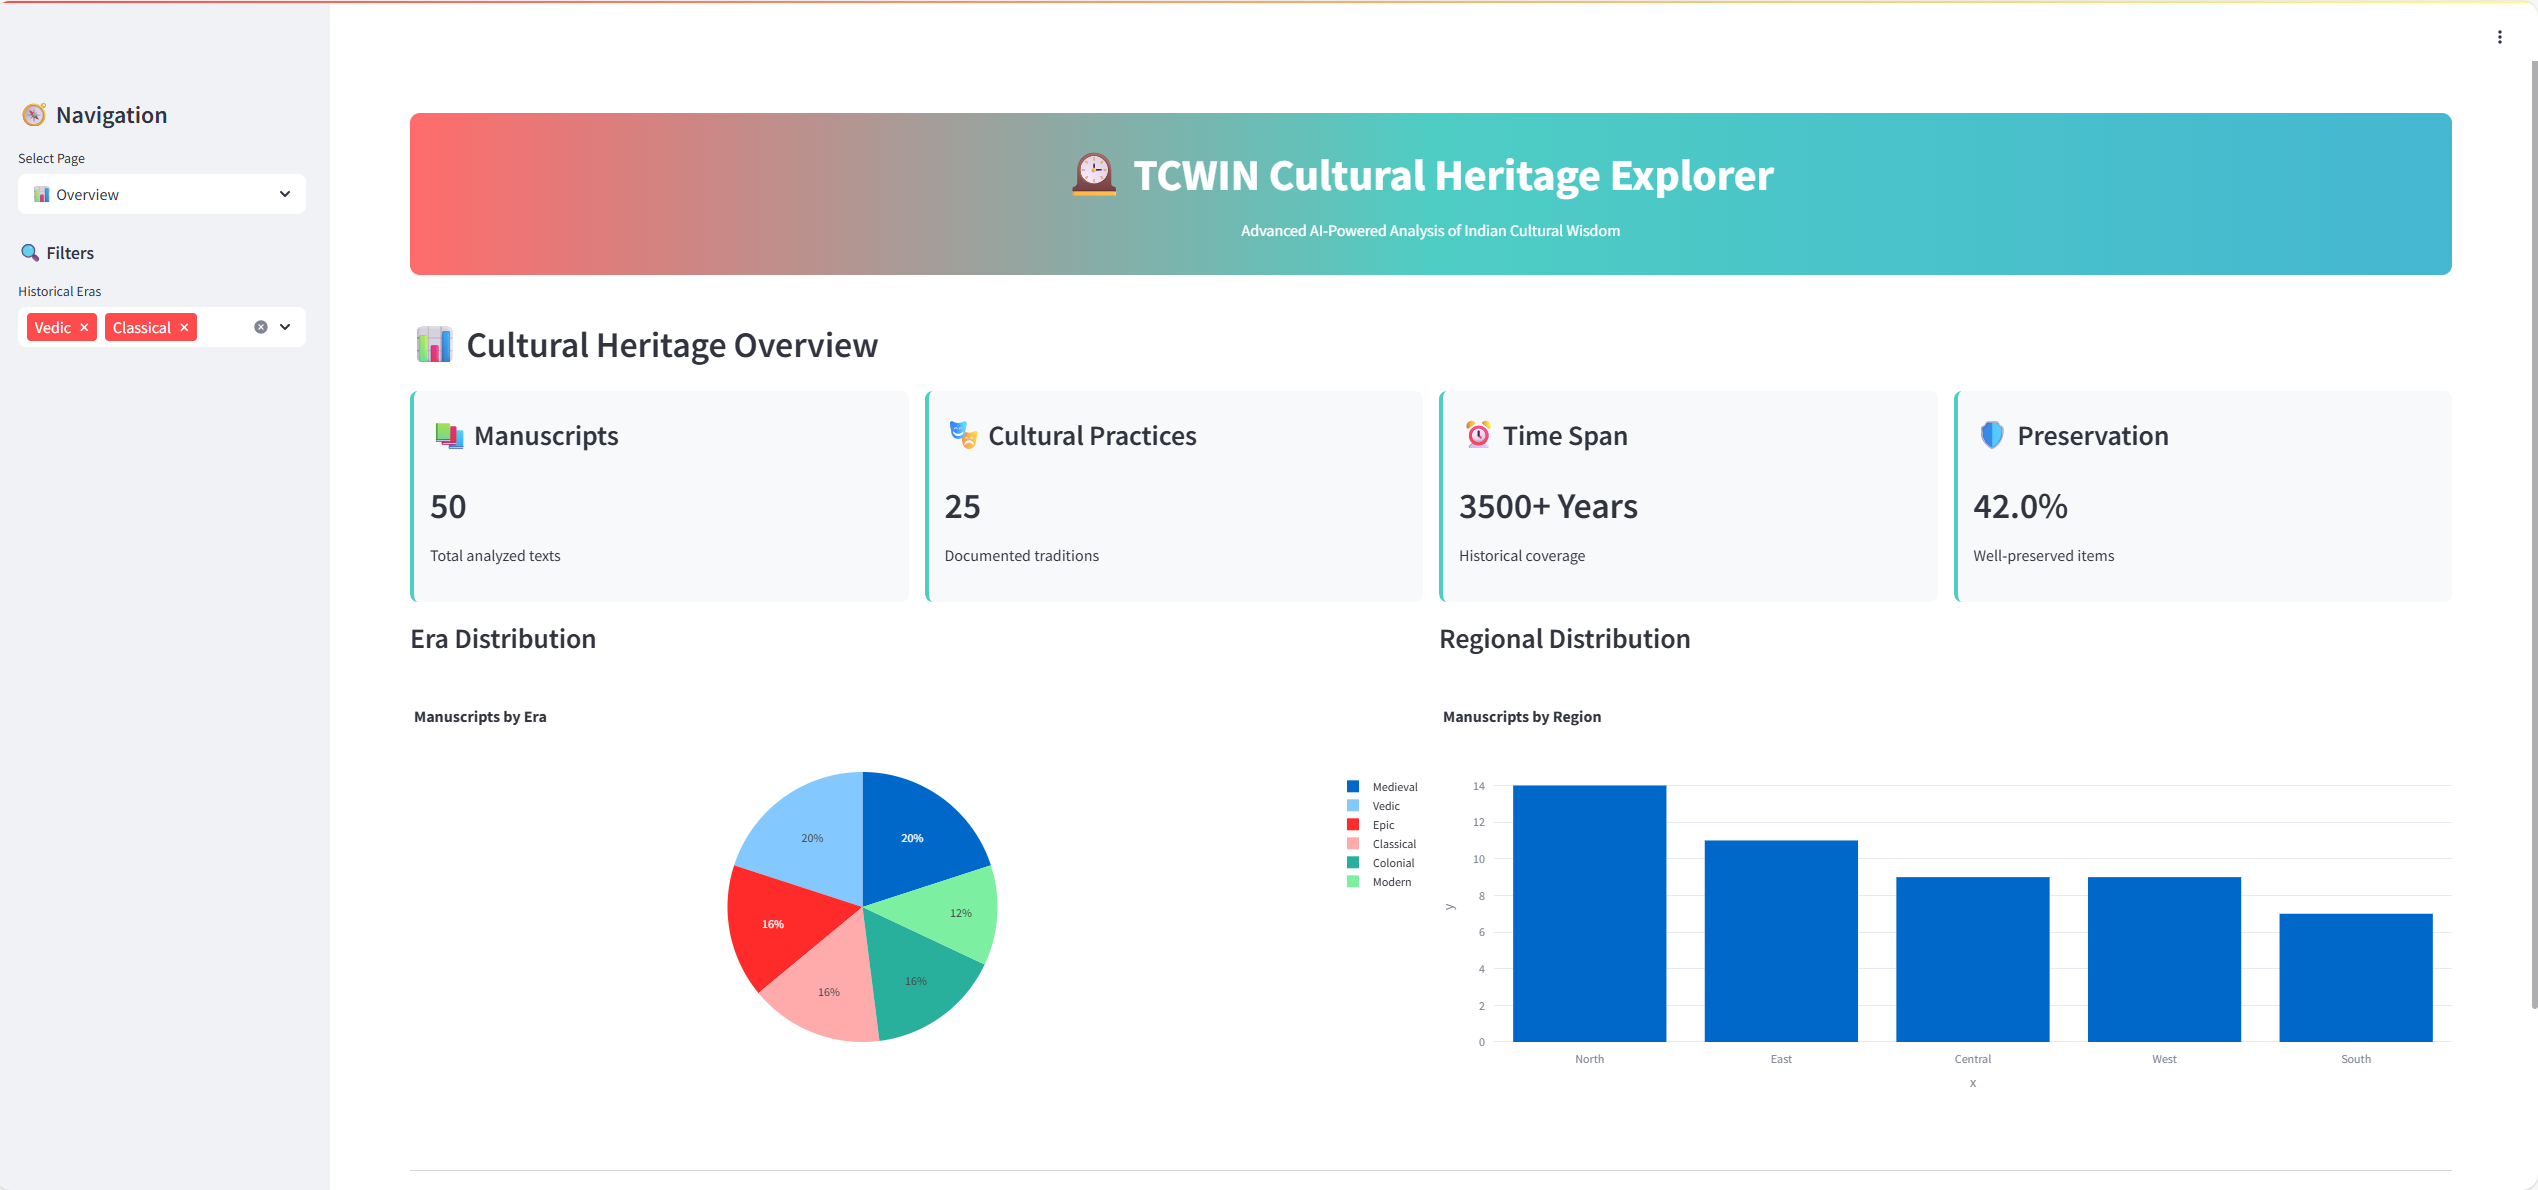 Navigation
Select Page
Overview
Filters
Historical Eras
Vedic × Classical ×
TCWIN Cultural Heritage Explorer
Advanced AI-Powered Analysis of Indian Cultural Wisdom
Cultural Heritage Overview
Manuscripts
50
Total analyzed texts
Cultural Practices
25
Documented traditions
Time Span
3500+ Years
Historical coverage
Preservation
42.0%
Well-preserved items
Era Distribution
Manuscripts by Era
20%
20%
16%
12%
16%
16%
Medieval
Vedic
Epic
Classical
Colonial
Modern
Regional Distribution
Manuscripts by Region
14
12
10
8
6
4
2
0
y
North East Central West South
x